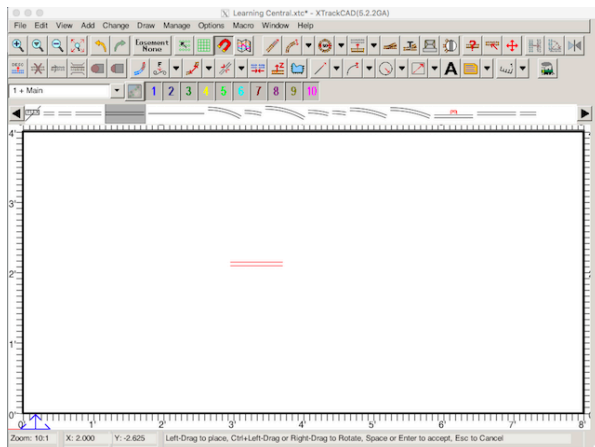 Learning Central.xtc* - XTrackCAD(5.2.2GA)
File Edit View Add Change Draw Manage Options Macro Window Help
Easement
None
A
1 + Main
1 2 3 4 5 6 7 8 9 10
4'
3'
2'
1'
0'
0' 1' 2' 3' 4' 5' 6' 7' 8'
Zoom: 10:1 X: 2.000 Y: -2.625 Left-Drag to place, Ctrl+Left-Drag or Right-Drag to Rotate, Space or Enter to accept, Esc to Cancel